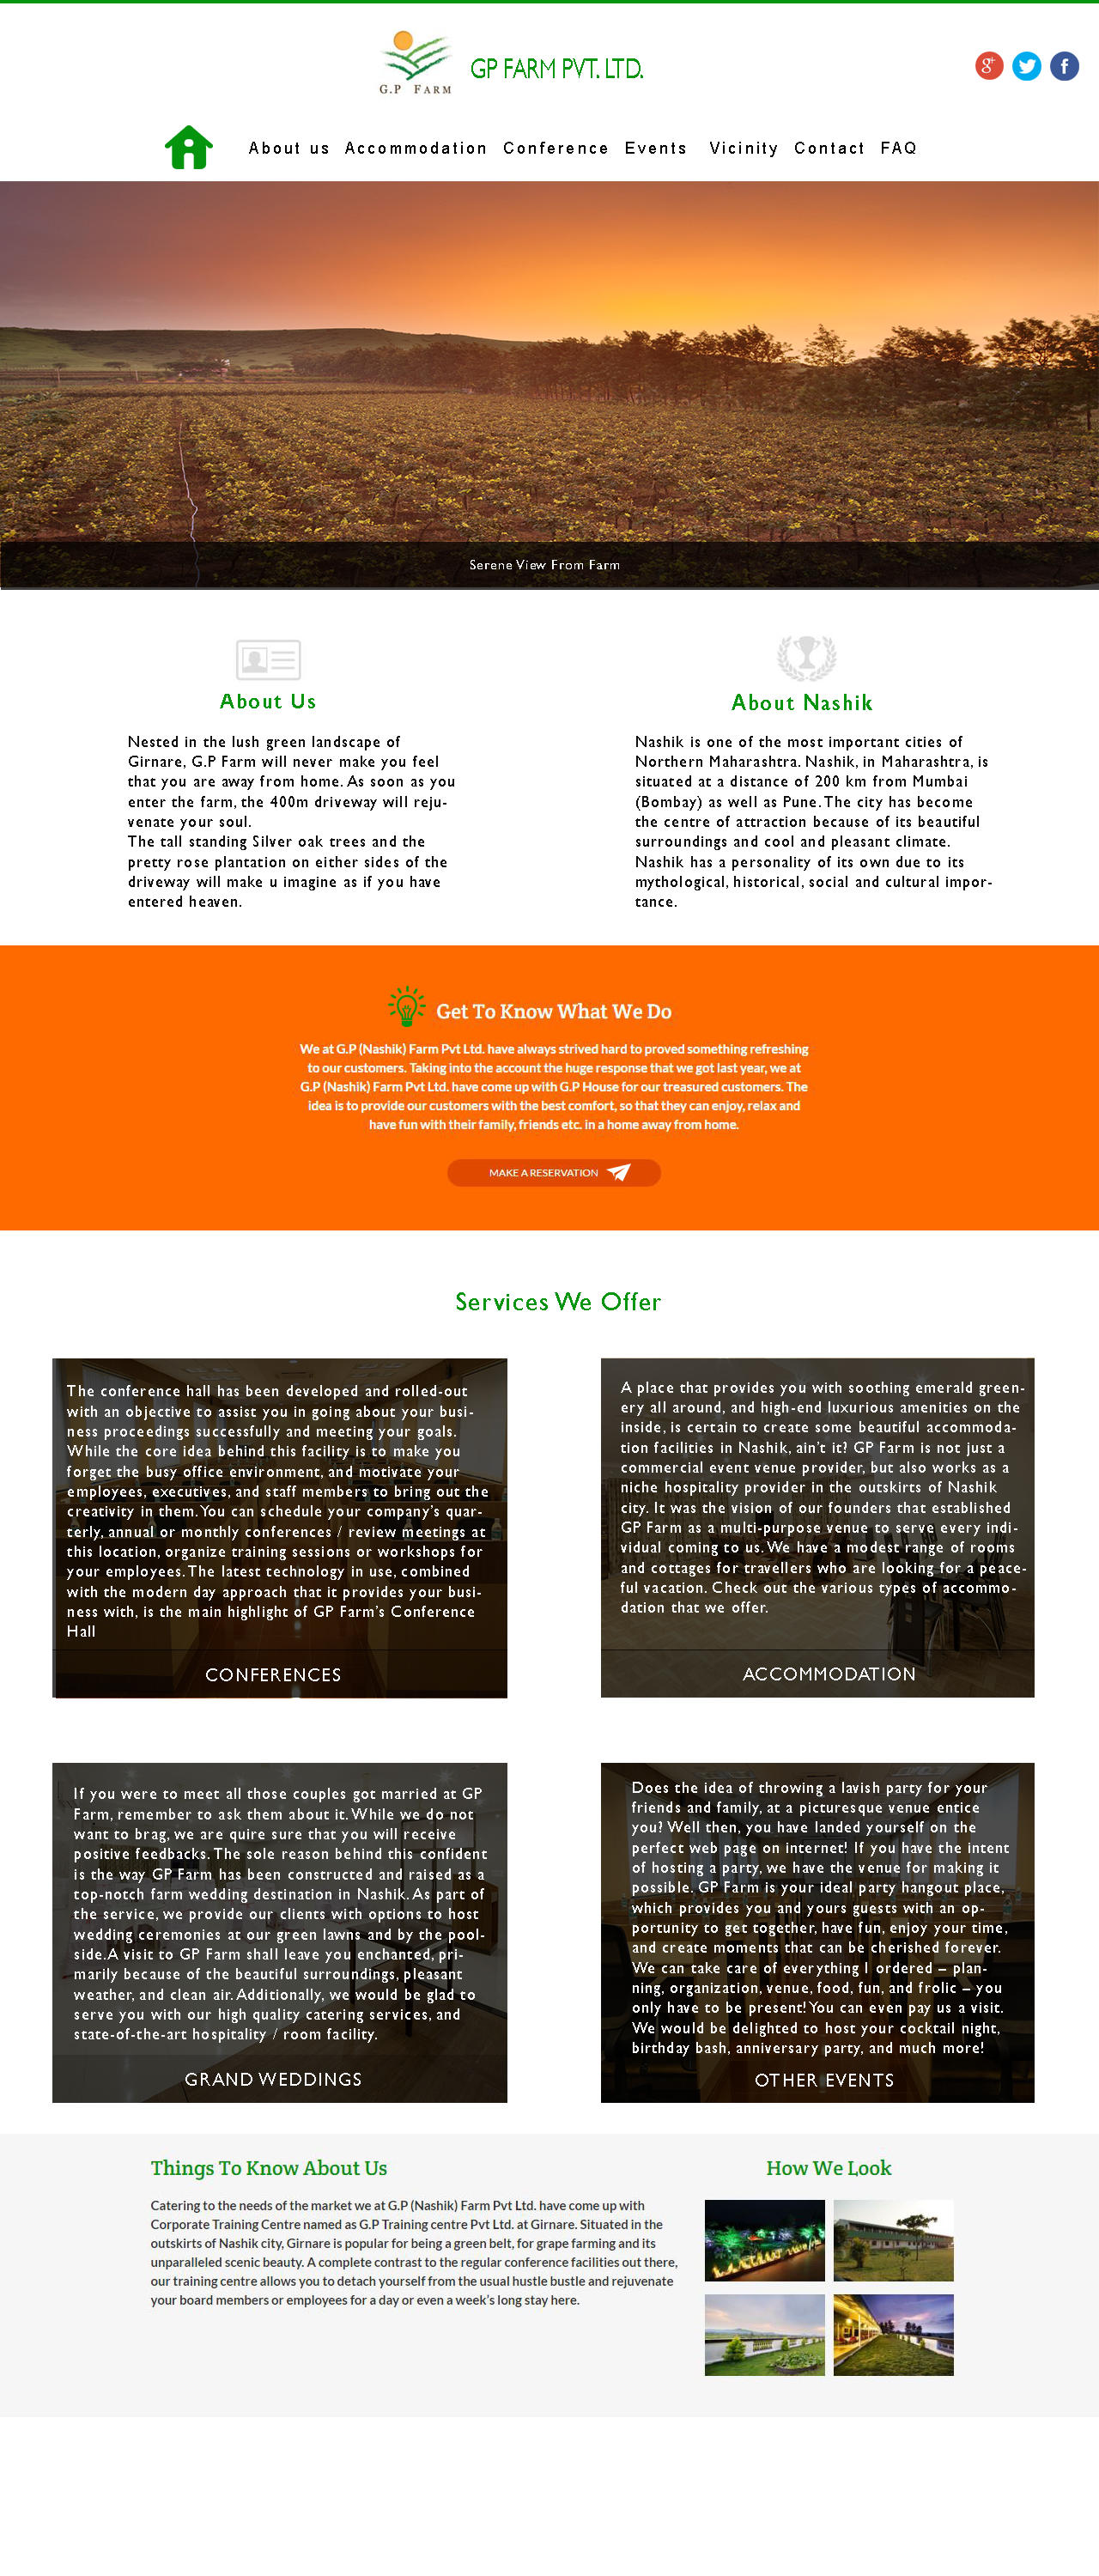 G.P FARM
GP FARM PVT. LTD.
g+
f
About us Accommodation Conference Events Vicinity Contact FAQ
Serene View From Farm
About Us
Nested in the lush green landscape of
Girnare, G.P Farm will never make you feel
that you are away from home. As soon as you
enter the farm, the 400m driveway will reju-
venate your soul.
The tall standing Silver oak trees and the
pretty rose plantation on either sides of the
driveway will make u imagine as if you have
entered heaven.
About Nashik
Nashik is one of the most important cities of
Northern Maharashtra. Nashik, in Maharashtra, is
situated at a distance of 200 km from Mumbai
(Bombay) as well as Pune. The city has become
the centre of attraction because of its beautiful
surroundings and cool and pleasant climate.
Nashik has a personality of its own due to its
mythological, historical, social and cultural impor-
tance.
Get To Know What We Do
We at G.P (Nashik) Farm Pvt Ltd. have always strived hard to proved something refreshing
to our customers. Taking into the account the huge response that we got last year, we at
G.P (Nashik) Farm Pvt Ltd. have come up with G.P House for our treasured customers. The
idea is to provide our customers with the best comfort, so that they can enjoy, relax and
have fun with their family, friends etc. in a home away from home.
MAKE A RESERVATION
Services We Offer
The conference hall has been developed and rolled-out
with an objective to assist you in going about your busi-
ness proceedings successfully and meeting your goals.
While the core idea behind this facility is to make you
forget the busy office environment, and motivate your
employees, executives, and staff members to bring out the
creativity in them. You can schedule your company's quar-
terly, annual or monthly conferences / review meetings at
this location, organize training sessions or workshops for
your employees. The latest technology in use, combined
with the modern day approach that it provides your busi-
ness with, is the main highlight of GP Farm's Conference
Hall
CONFERENCES
A place that provides you with soothing emerald green-
ery all around, and high-end luxurious amenities on the
inside, is certain to create some beautiful accommoda-
tion facilities in Nashik, ain't it? GP Farm is not just a
commercial event venue provider, but also works as a
niche hospitality provider in the outskirts of Nashik
city. It was the vision of our founders that established
GP Farm as a multi-purpose venue to serve every indi-
vidual coming to us. We have a modest range of rooms
and cottages for travellers who are looking for a peace-
ful vacation. Check out the various types of accommo-
dation that we offer.
ACCOMMODATION
If you were to meet all those couples got married at GP
Farm, remember to ask them about it. While we do not
want to brag, we are quire sure that you will receive
positive feedbacks. The sole reason behind this confident
is the way GP Farm has been constructed and raised as a
top-notch farm wedding destination in Nashik. As part of
the service, we provide our clients with options to host
wedding ceremonies at our green lawns and by the pool-
side. A visit to GP Farm shall leave you enchanted, pri-
marily because of the beautiful surroundings, pleasant
weather, and clean air. Additionally, we would be glad to
serve you with our high quality catering services, and
state-of-the-art hospitality / room facility.
GRAND WEDDINGS
Does the idea of throwing a lavish party for your
friends and family, at a picturesque venue entice
you? Well then, you have landed yourself on the
perfect web page on internet! If you have the intent
of hosting a party, we have the venue for making it
possible. GP Farm is your ideal party hangout place,
which provides you and yours guests with an op-
portunity to get together, have fun, enjoy your time,
and create moments that can be cherished forever.
We can take care of everything I ordered – plan-
ning, organization, venue, food, fun, and frolic – you
only have to be present! You can even pay us a visit.
We would be delighted to host your cocktail night,
birthday bash, anniversary party, and much more!
OTHER EVENTS
Things To Know About Us
Catering to the needs of the market we at G.P (Nashik) Farm Pvt Ltd. have come up with
Corporate Training Centre named as G.P Training centre Pvt Ltd. at Girnare. Situated in the
outskirts of Nashik city, Girnare is popular for being a green belt, for grape farming and its
unparalleled scenic beauty. A complete contrast to the regular conference facilities out there,
our training centre allows you to detach yourself from the usual hustle bustle and rejuvenate
your board members or employees for a day or even a week's long stay here.
How We Look